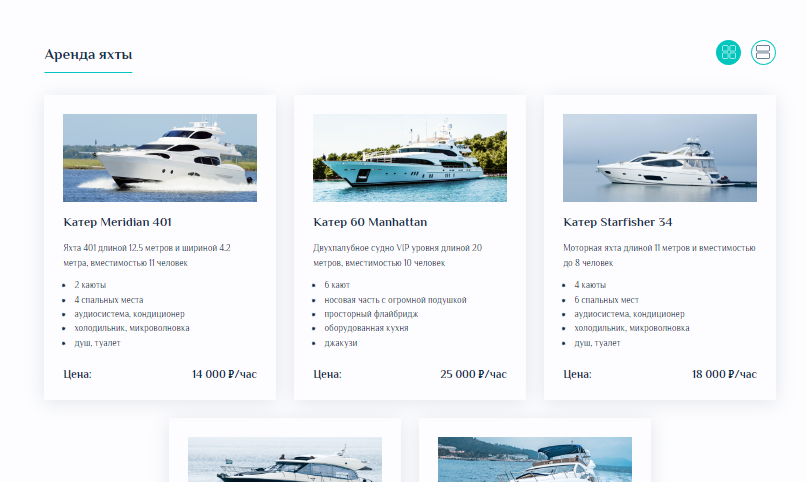 Аренда яхты
Катер Meridian 401
Яхта 401 длиной 12.5 метров и шириной 4.2
метра, вместимостью 11 человек
2 каюты
4 спальных места
аудиосистема, кондиционер
холодильник, микроволновка
душ, туалет
Цена: 14 000 ₽/час
Катер 60 Manhattan
Двухпалубное судно VIP уровня длиной 20
метров, вместимостью 10 человек
6 кают
носовая часть с огромной подушкой
просторный флайбридж
оборудованная кухня
джакузи
Цена: 25 000 ₽/час
Катер Starfisher 34
Моторная яхта длиной 11 метров и вместимостью
до 8 человек
4 каюты
6 спальных мест
аудиосистема, кондиционер
холодильник, микроволновка
душ, туалет
Цена: 18 000 ₽/час